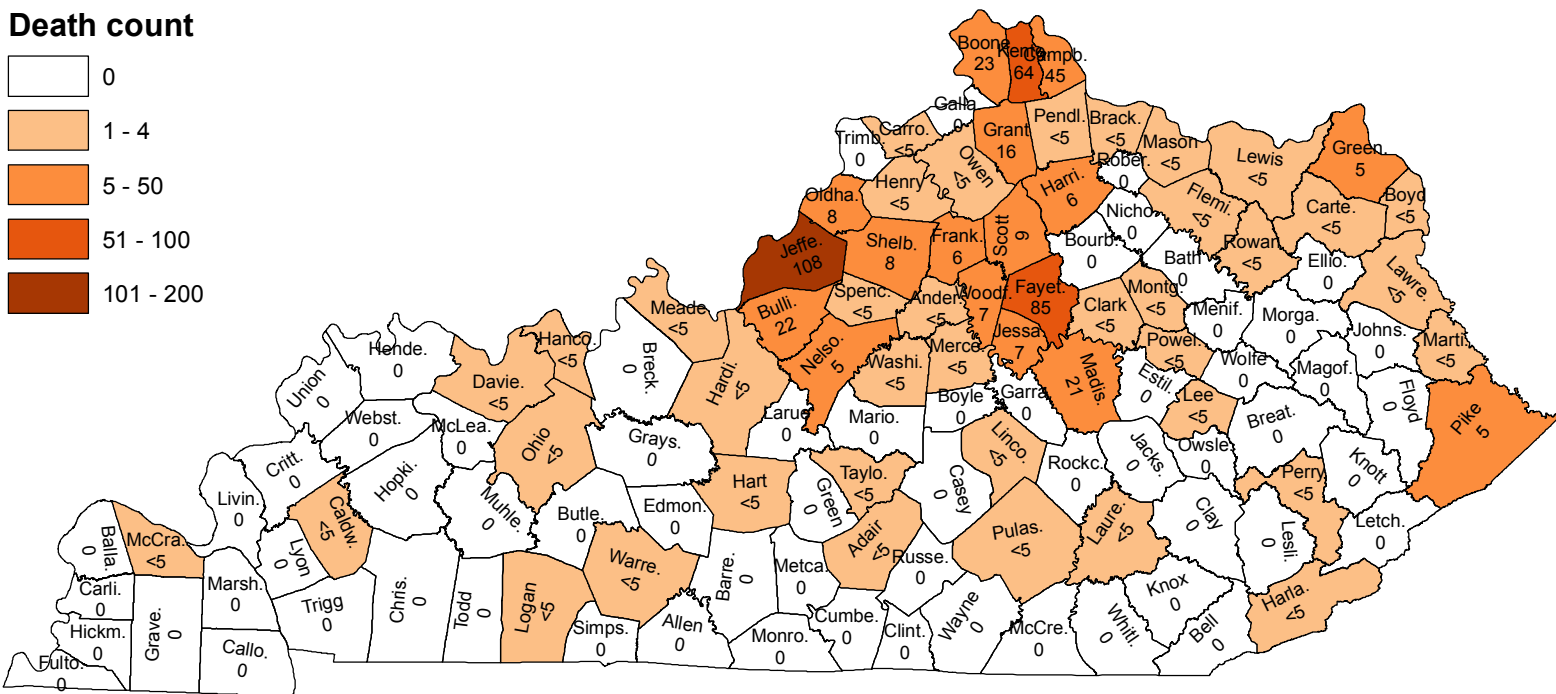 Death count
0
1 - 4
5 - 50
51 - 100
101 - 200
Boone
23
Kento.
64
Campb.
45
Galla.
0
Grant
16
Pendl.
<5
Brack.
<5
Mason
<5
Lewis
<5
Green.
5
Trimb.
0
Carro.
<5
Owen
<5
Rober.
0
Harri.
6
Flemi.
<5
Carte.
<5
Boyd
<5
Oldha.
8
Henry
<5
Nicho.
0
Scott
9
Rowan
<5
Ellio.
0
Lawre.
<5
Jeffe.
108
Shelb.
8
Frank.
6
Bourb.
0
Bath
0
Meade
<5
Bulli.
22
Spenc.
<5
Ander.
<5
Woodf.
7
Fayet.
85
Clark
<5
Montg.
<5
Menif.
0
Morga.
0
Johns.
0
Marti.
<5
Hende.
0
Union
0
Hanco.
<5
Davie.
<5
Breck.
0
Hardi.
<5
Nelso.
5
Washi.
<5
Merce.
<5
Jessa.
7
Madis.
21
Powel.
<5
Estil.
0
Wolfe
0
Magof.
0
Floyd
0
Pike
5
Webst.
0
McLea.
0
Ohio
<5
Grays.
0
Larue
0
Mario.
0
Boyle
0
Garra.
0
Lee
<5
Breat.
0
Critt.
0
Hopki.
0
Linco.
<5
Rockc.
0
Jacks.
0
Owsle.
0
Knott
0
Livin.
0
Caldw.
<5
Muhle.
0
Butle.
0
Edmon.
0
Hart
<5
Green
0
Taylo.
<5
Casey
0
Perry
<5
Letch.
0
Balla.
0
McCra.
<5
Lyon
0
Warre.
<5
Barre.
0
Metca.
0
Adair
<5
Russe.
0
Pulas.
<5
Laure.
<5
Clay
0
Lesli.
0
Carli.
0
Marsh.
0
Trigg
0
Chris.
0
Todd
0
Logan
<5
Simps.
0
Allen
0
Monro.
0
Cumbe.
0
Clint.
0
Wayne
0
McCre.
0
Whitl.
0
Knox
0
Bell
0
Harla.
<5
Hickm.
0
Grave.
0
Callo.
0
Fulto.
0